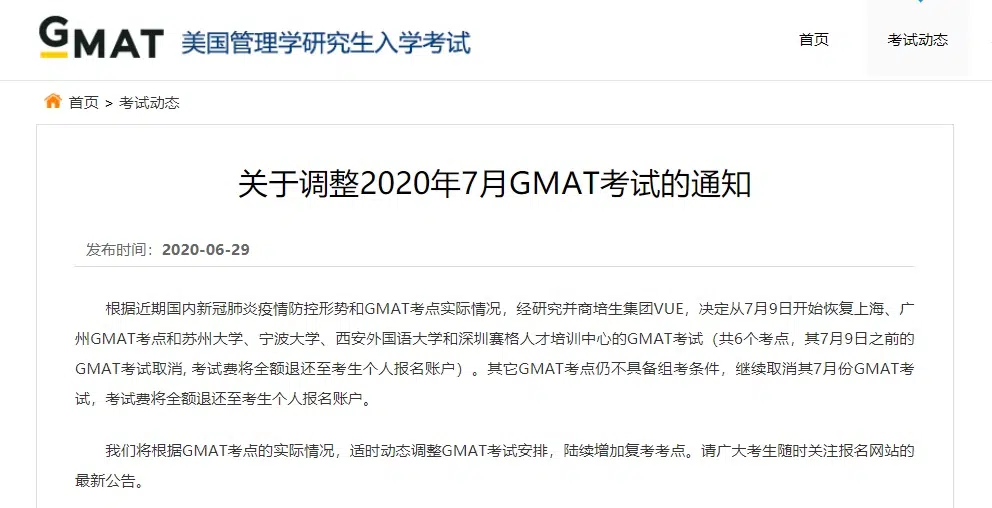 GMAT 美国管理学研究生入学考试
首页 考试动态
首页 > 考试动态
关于调整2020年7月GMAT考试的通知
发布时间：2020-06-29
根据近期国内新冠肺炎疫情防控形势和GMAT考点实际情况，经研究并商培生集团VUE，决定从7月9日开始恢复上海、广
州GMAT考点和苏州大学、宁波大学、西安外国语大学和深圳赛格人才培训中心的GMAT考试（共6个考点，其7月9日之前的
GMAT考试取消, 考试费将全额退还至考生个人报名账户）。其它GMAT考点仍不具备组考条件，继续取消其7月份GMAT考
试，考试费将全额退还至考生个人报名账户。
我们将根据GMAT考点的实际情况，适时动态调整GMAT考试安排，陆续增加复考考点。请广大考生随时关注报名网站的
最新公告。